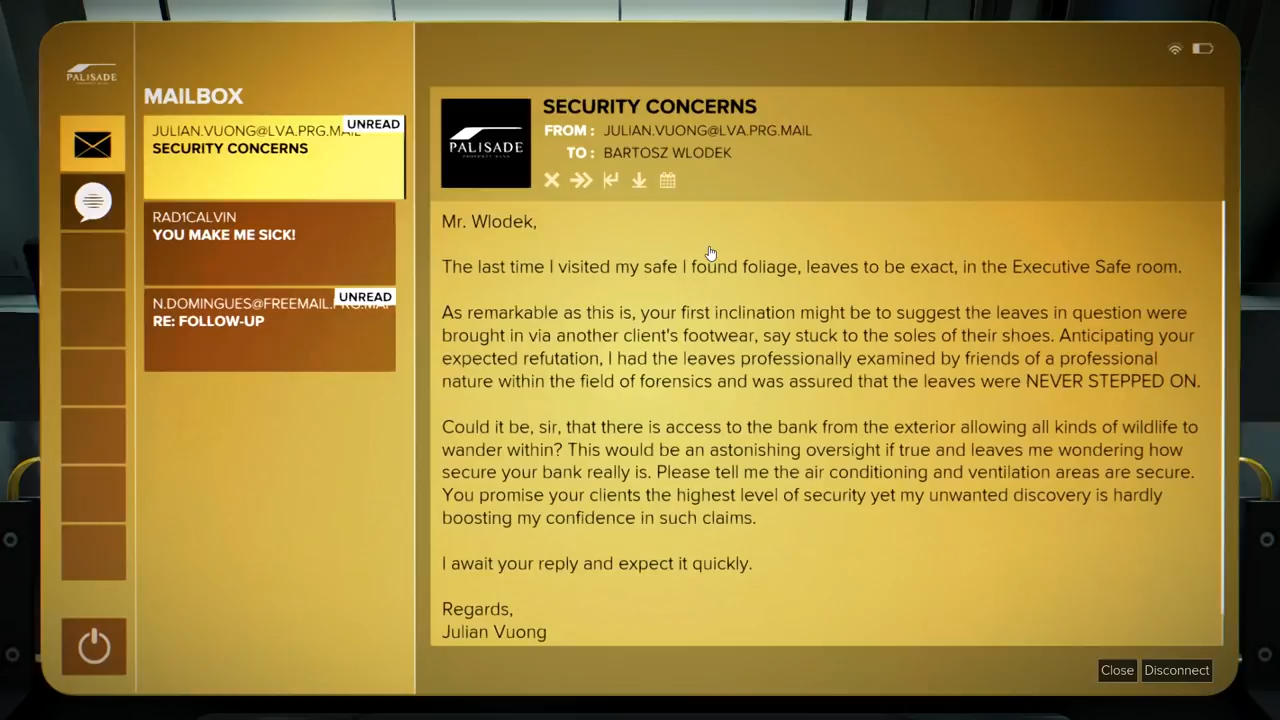 PALISADE
MAILBOX
UNREAD
JULIAN.VUONG@LVA.PRG.MAIL
SECURITY CONCERNS
RAD1CALVIN
YOU MAKE ME SICK!
UNREAD
N.DOMINGUES@FREEMAIL.PRG.MAI
RE: FOLLOW-UP
PALISADE
PROPERTY BANK
SECURITY CONCERNS
FROM : JULIAN.VUONG@LVA.PRG.MAIL
TO : BARTOSZ WLODEK
Mr. Wlodek,
The last time I visited my safe I found foliage, leaves to be exact, in the Executive Safe room.
As remarkable as this is, your first inclination might be to suggest the leaves in question were
brought in via another client's footwear, say stuck to the soles of their shoes. Anticipating your
expected refutation, I had the leaves professionally examined by friends of a professional
nature within the field of forensics and was assured that the leaves were NEVER STEPPED ON.
Could it be, sir, that there is access to the bank from the exterior allowing all kinds of wildlife to
wander within? This would be an astonishing oversight if true and leaves me wondering how
secure your bank really is. Please tell me the air conditioning and ventilation areas are secure.
You promise your clients the highest level of security yet my unwanted discovery is hardly
boosting my confidence in such claims.
I await your reply and expect it quickly.
Regards,
Julian Vuong
Close Disconnect